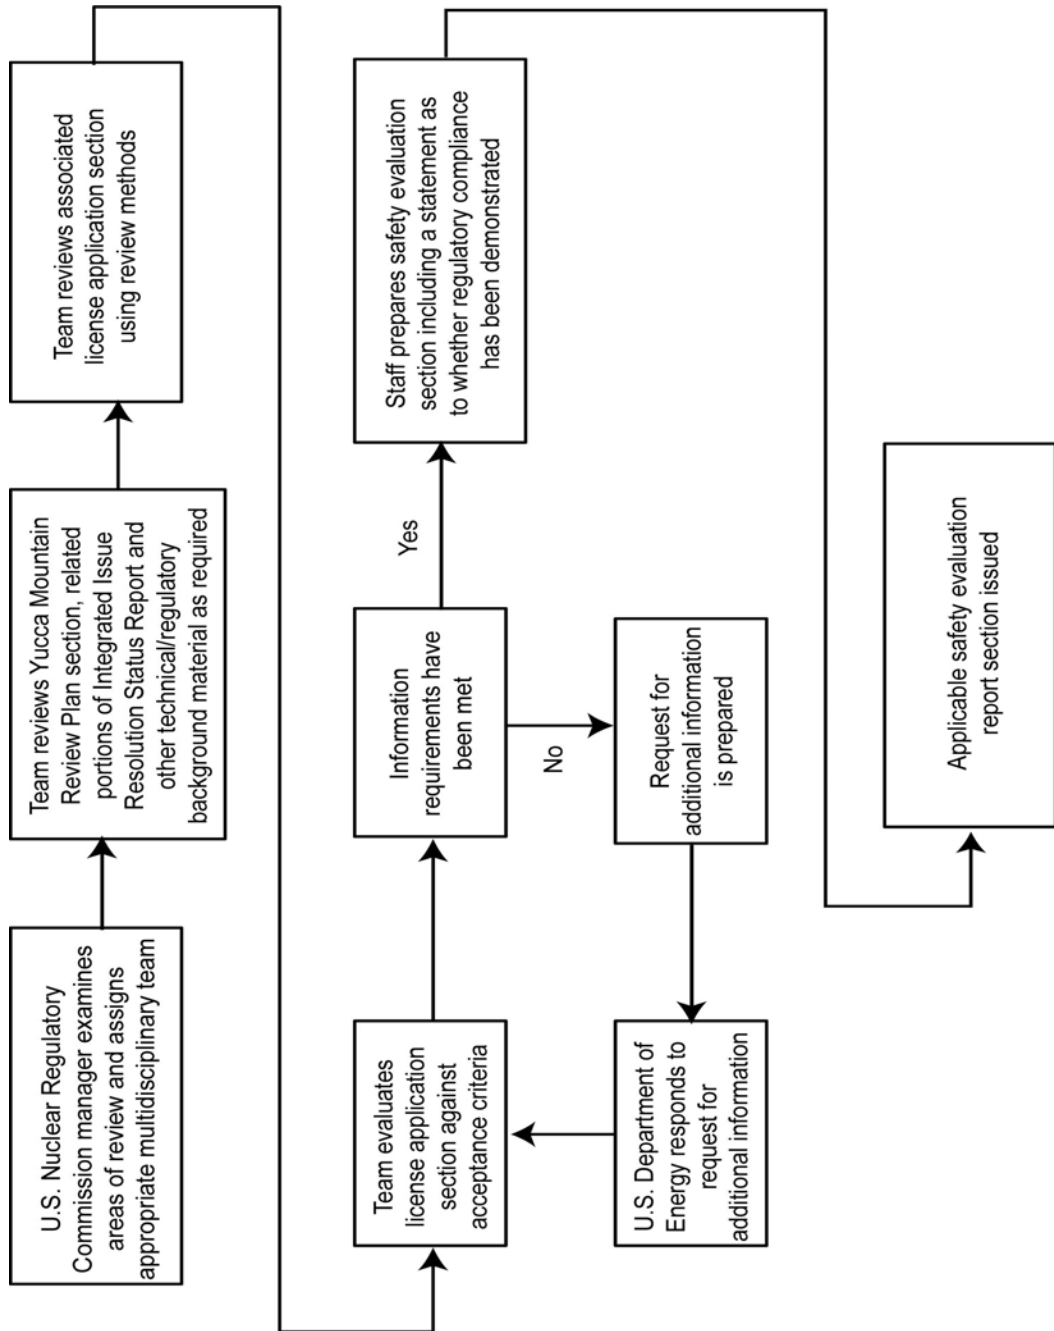 U.S. Nuclear Regulatory
Commission manager examines
areas of review and assigns
appropriate multidisciplinary team
Team reviews Yucca Mountain
Review Plan section, related
portions of Integrated Issue
Resolution Status Report and
other technical/regulatory
background material as required
Team reviews associated
license application section
using review methods
Team evaluates
license application
section against
acceptance criteria
Information
requirements have
been met
Yes
Staff prepares safety evaluation
section including a statement as
to whether regulatory compliance
has been demonstrated
No
Request for
additional information
is prepared
U.S. Department of
Energy responds to
request for
additional information
Applicable safety evaluation
report section issued